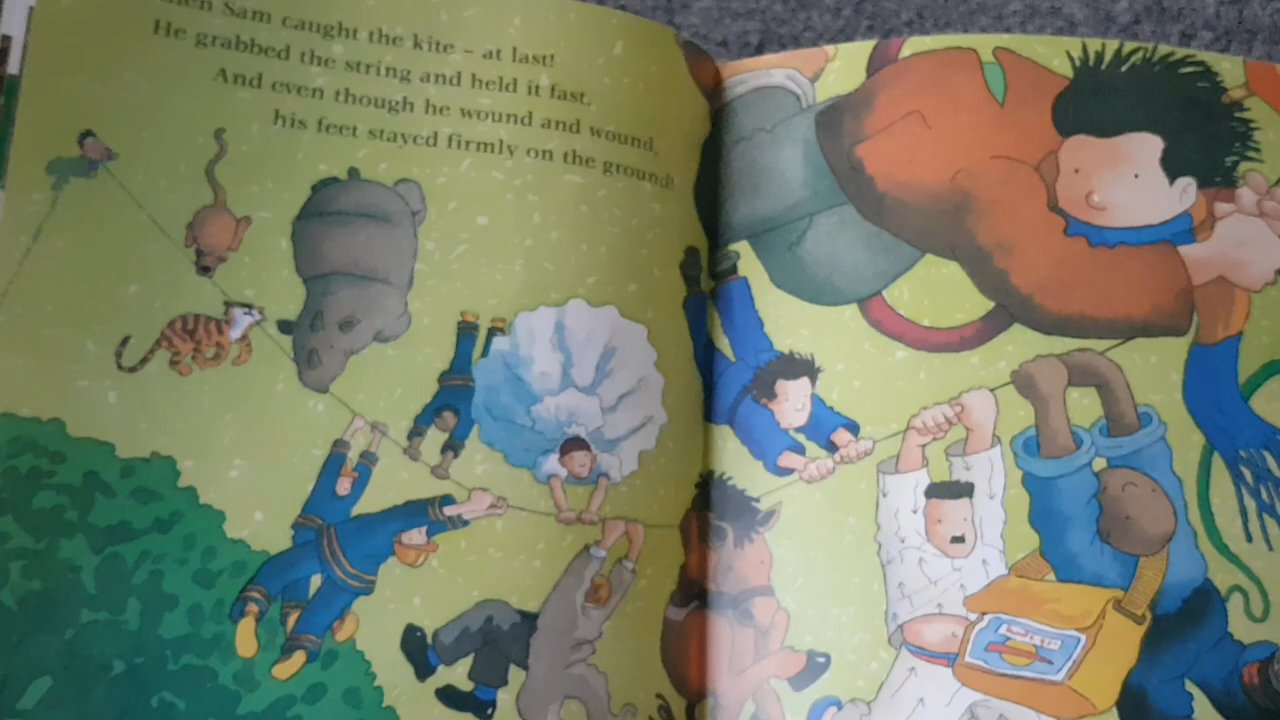 Sam caught the kite – at last!
He grabbed the string and held it fast.
And even though he wound and wound,
his feet stayed firmly on the ground!